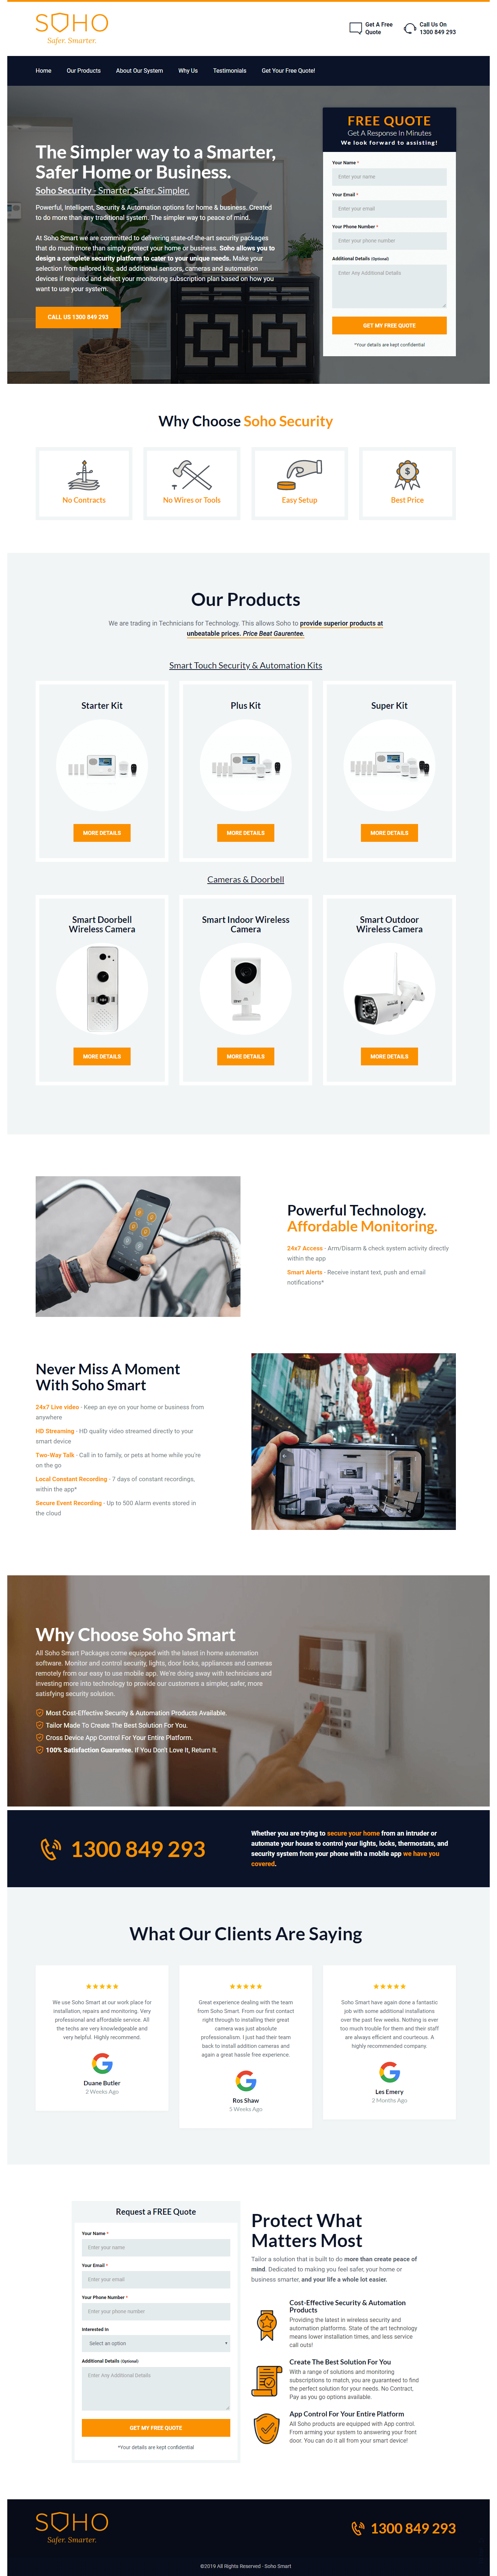 SOHO
Safer. Smarter.
Get A Free
Quote
Call Us On
1300 849 293
Home
Our Products
About Our System
Why Us
Testimonials
Get Your Free Quote!
The Simpler way to a Smarter,
Safer Home or Business.
Soho Security - Smarter. Safer. Simpler.
Powerful, Intelligent, Security & Automation options for home & business. Created
to do more than any traditional system. The simpler way to peace of mind.
At Soho Smart we are committed to delivering state-of-the-art security packages
that do much more than simply protect your home or business. Soho allows you to
design a complete security platform to cater to your unique needs. Make your
selection from tailored kits, add additional sensors, cameras and automation
devices if required and select your monitoring subscription plan based on how you
want to use your system.
CALL US 1300 849 293
FREE QUOTE
Get A Response In Minutes
We look forward to assisting!
Your Name *
Enter your name
Your Email *
Enter your email
Your Phone Number *
Enter your phone number
Additional Details (Optional)
Enter Any Additional Details
GET MY FREE QUOTE
*Your details are kept confidential
Why Choose Soho Security
No Contracts
No Wires or Tools
Easy Setup
$
Best Price
Our Products
We are trading in Technicians for Technology. This allows Soho to provide superior products at
unbeatable prices. Price Beat Gaurentee.
Smart Touch Security & Automation Kits
Starter Kit
Plus Kit
Super Kit
MORE DETAILS
MORE DETAILS
MORE DETAILS
Cameras & Doorbell
Smart Doorbell
Wireless Camera
Smart Indoor Wireless
Camera
Smart Outdoor
Wireless Camera
MORE DETAILS
MORE DETAILS
MORE DETAILS
Powerful Technology.
Affordable Monitoring.
24x7 Access - Arm/Disarm & check system activity directly
within the app
Smart Alerts - Receive instant text, push and email
notifications*
Never Miss A Moment
With Soho Smart
24x7 Live video - Keep an eye on your home or business from
anywhere
HD Streaming - HD quality video streamed directly to your
smart device
Two-Way Talk - Call in to family, or pets at home while you're
on the go
Local Constant Recording - 7 days of constant recordings,
within the app*
Secure Event Recording - Up to 500 Alarm events stored in
the cloud
Why Choose Soho Smart
All Soho Smart Packages come equipped with the latest in home automation
software. Monitor and control security, lights, door locks, appliances and cameras
remotely from our easy to use mobile app. We're doing away with technicians and
investing more into technology to provide our customers a simpler, safer, more
satisfying security solution.
Most Cost-Effective Security & Automation Products Available.
Tailor Made To Create The Best Solution For You.
Cross Device App Control For Your Entire Platform.
100% Satisfaction Guarantee. If You Don't Love It, Return It.
1300 849 293
Whether you are trying to secure your home from an intruder or
automate your house to control your lights, locks, thermostats, and
security system from your phone with a mobile app we have you
covered.
What Our Clients Are Saying
We use Soho Smart at our work place for
installation, repairs and monitoring. Very
professional and affordable service. All
the techs are very knowledgeable and
very helpful. Highly recommend.
Duane Butler
2 Weeks Ago
Great experience dealing with the team
from Soho Smart. From our first contact
right through to installing their great
camera was just absolute
professionalism. I just had their team
back to install addition cameras and
again a great hassle free experience.
Ros Shaw
5 Weeks Ago
Soho Smart have again done a fantastic
job with some additional installations
over the past few weeks. Nothing is ever
too much trouble for them and their staff
are always efficient and courteous. A
highly recommended company.
Les Emery
2 Months Ago
Request a FREE Quote
Your Name *
Enter your name
Your Email *
Enter your email
Your Phone Number *
Enter your phone number
Interested In
Select an option
Additional Details (Optional)
Enter Any Additional Details
GET MY FREE QUOTE
*Your details are kept confidential
Protect What
Matters Most
Tailor a solution that is built to do more than create peace of
mind. Dedicated to making you feel safer, your home or
business smarter, and your life a whole lot easier.
Cost-Effective Security & Automation
Products
Providing the latest in wireless security and
automation platforms. State of the art technology
means lower installation times, and less service
call outs!
Create The Best Solution For You
With a range of solutions and monitoring
subscriptions to match, you are guaranteed to find
the perfect solution for your needs. No Contract,
Pay as you go options available.
App Control For Your Entire Platform
All Soho products are equipped with App control.
From arming your system to answering your front
door. You can do it all from your smart device!
SOHO
Safer. Smarter.
1300 849 293
©2019 All Rights Reserved - Soho Smart